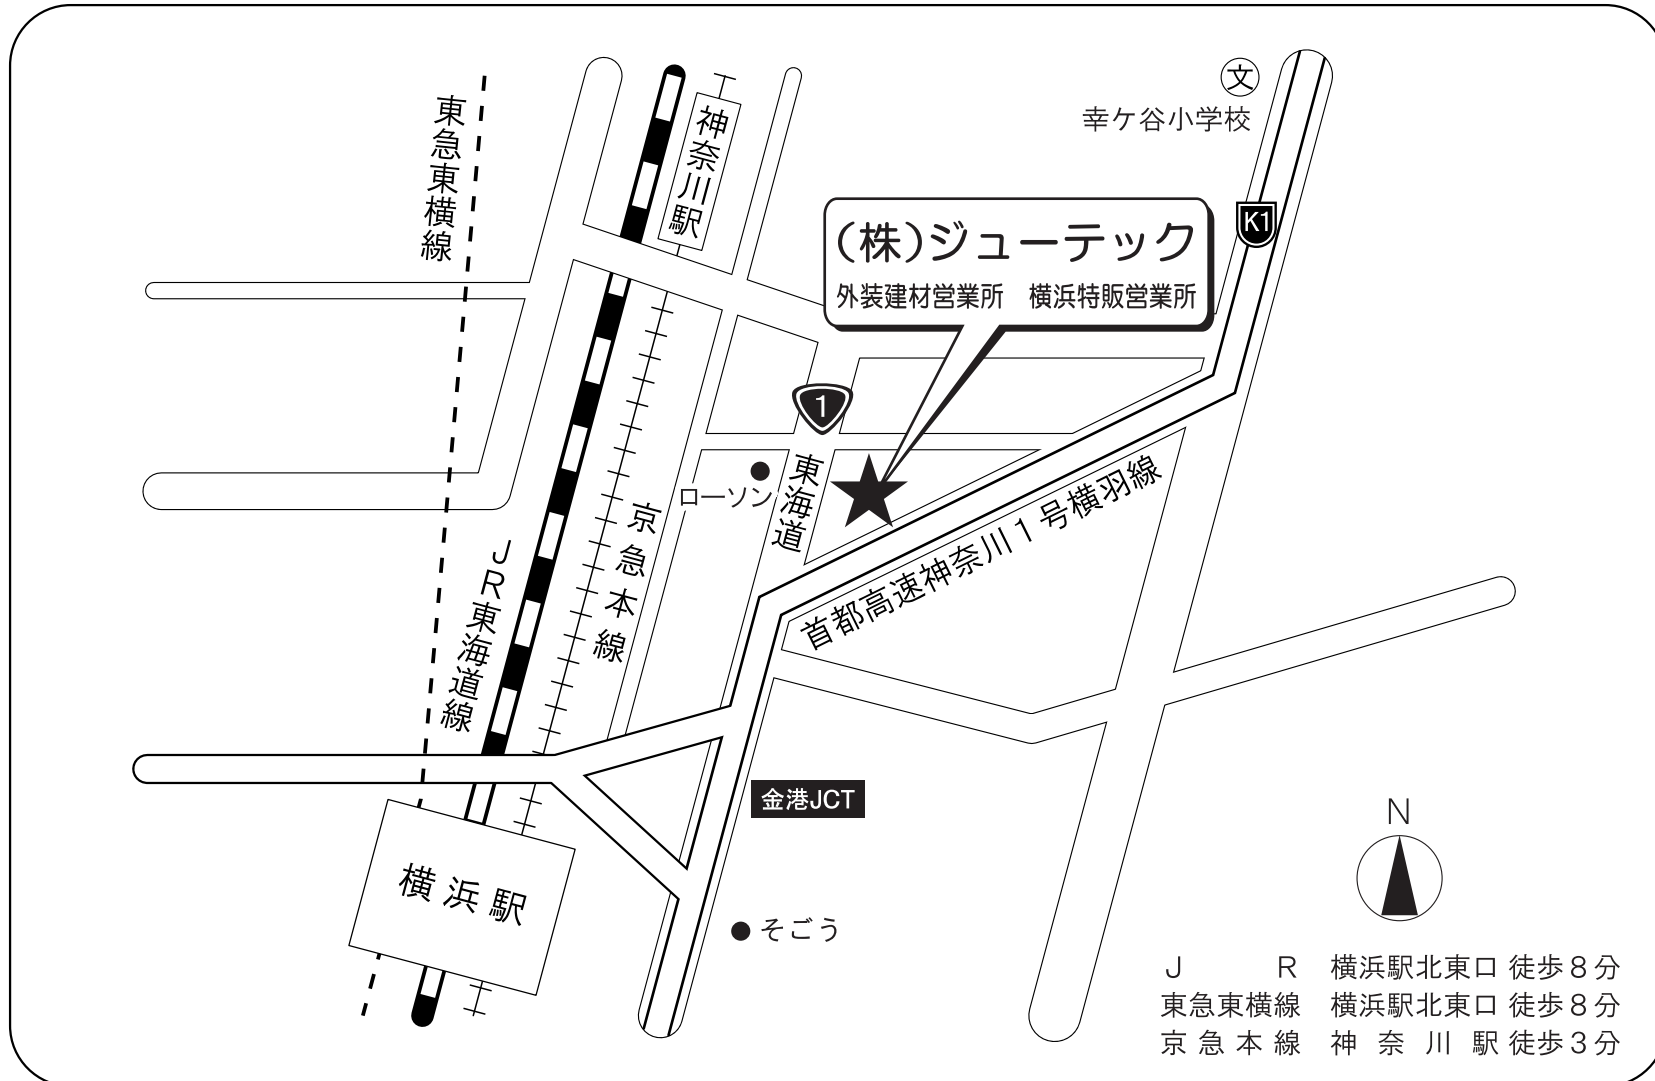 文
幸ケ谷小学校
東急東横線
神奈川駅
K1
(株)ジューテック
外装建材営業所　横浜特販営業所
1
東海道
ローソン
京急本線
JR東海道線
首都高速神奈川1号横羽線
金港JCT
横浜駅
そごう
N
J　R　横浜駅北東口 徒歩8分
東急東横線　横浜駅北東口 徒歩8分
京急本線　神奈川駅 徒歩3分